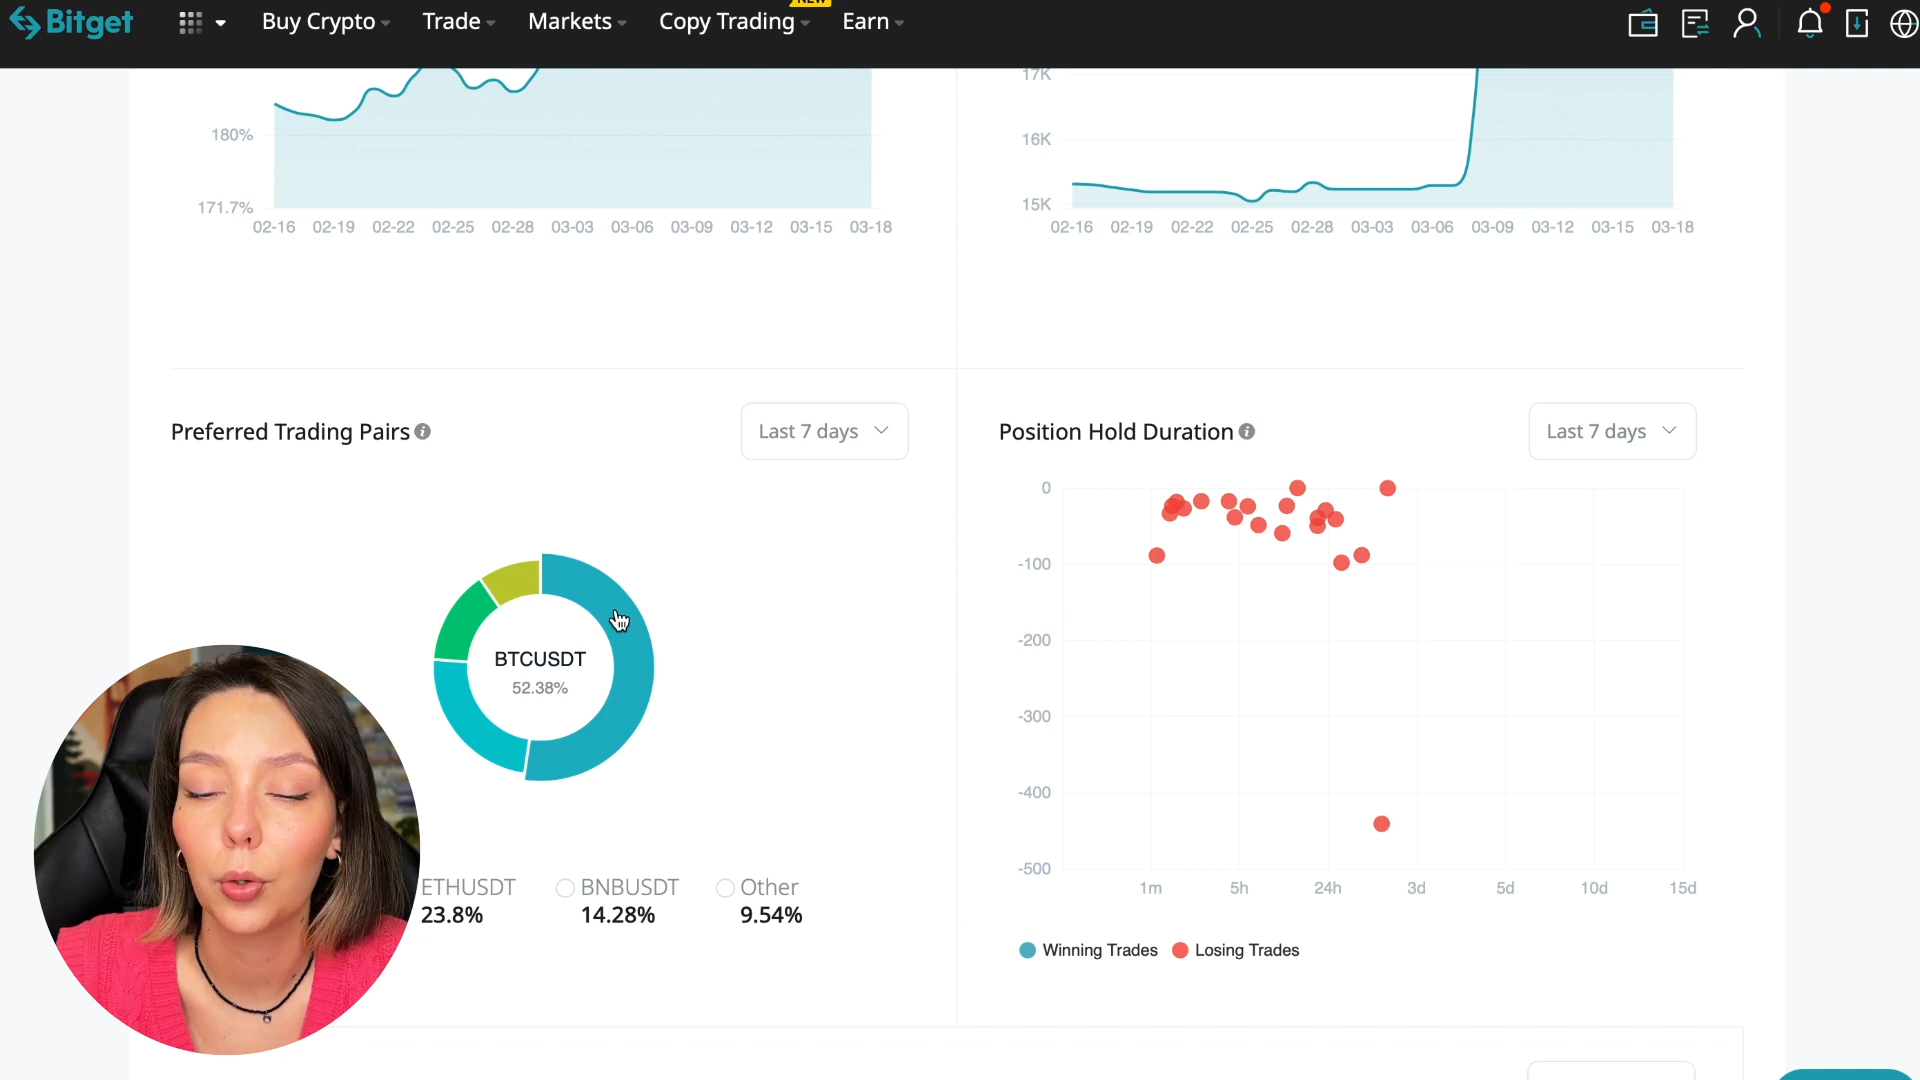 Bitget
Buy Crypto
Trade
Markets
NEW
Copy Trading
Earn
180%
171.7%
02-16 02-19 02-22 02-25 02-28 03-03 03-06 03-09 03-12 03-15 03-18
17K
16K
15K
02-16 02-19 02-22 02-25 02-28 03-03 03-06 03-09 03-12 03-15 03-18
Preferred Trading Pairs
Last 7 days
BTCUSDT
52.38%
ETHUSDT
23.8%
BNBUSDT
14.28%
Other
9.54%
Position Hold Duration
Last 7 days
0
-100
-200
-300
-400
-500
1m 5h 24h 3d 5d 10d 15d
Winning Trades
Losing Trades